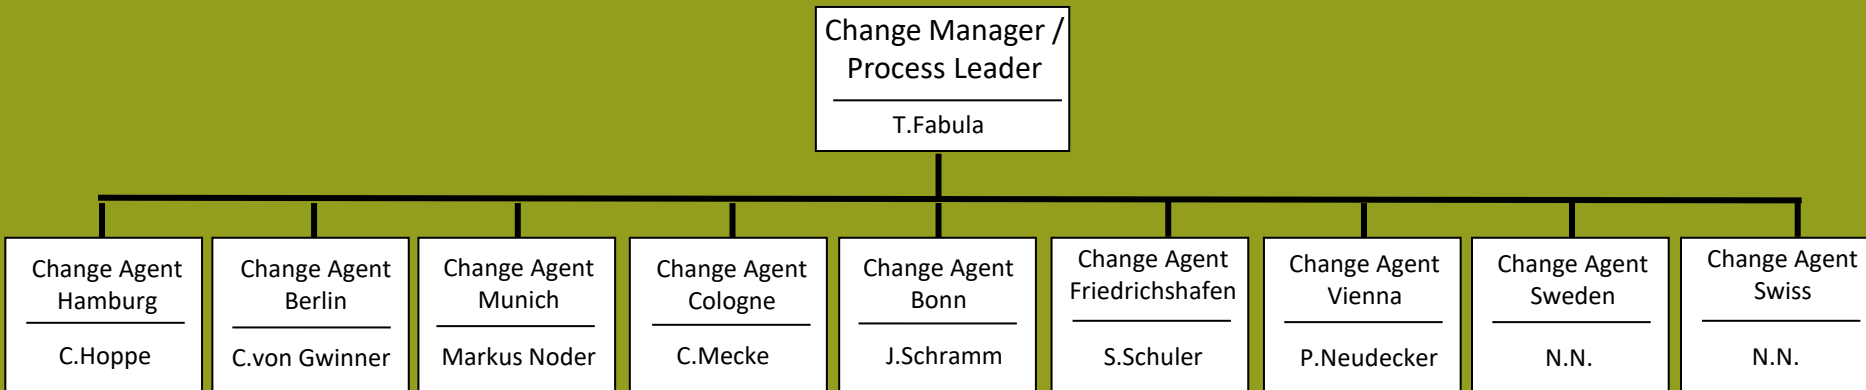 Change Manager /
Process Leader
T.Fabula
Change Agent
Hamburg
C.Hoppe
Change Agent
Berlin
C.von Gwinner
Change Agent
Munich
Markus Noder
Change Agent
Cologne
C.Mecke
Change Agent
Bonn
J.Schramm
Change Agent
Friedrichshafen
S.Schuler
Change Agent
Vienna
P.Neudecker
Change Agent
Sweden
N.N.
Change Agent
Swiss
N.N.